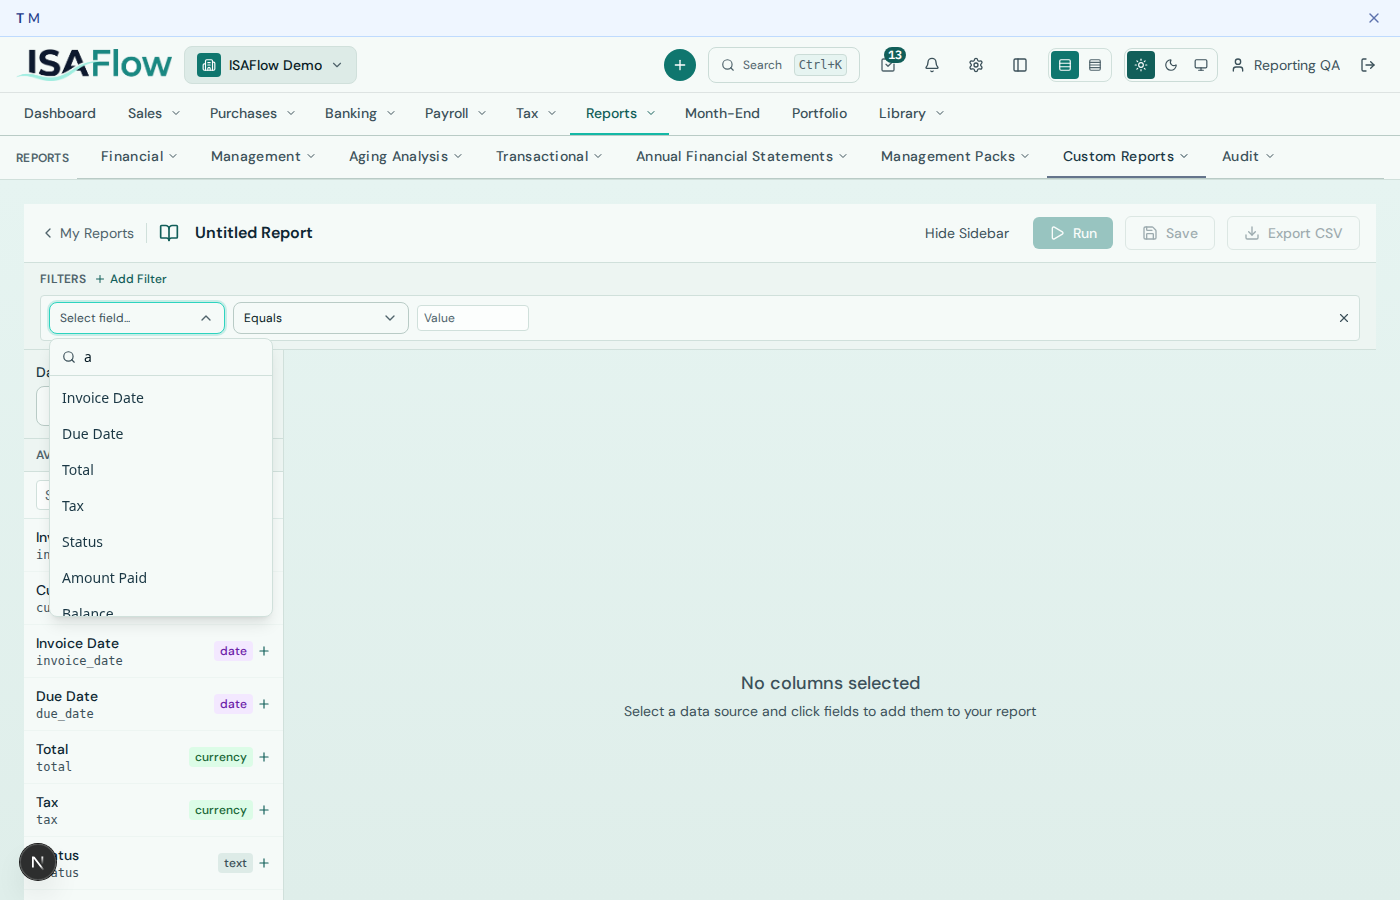 T M
ISAFlow
ISAFlow Demo
Search Ctrl+K
13
Reporting QA
Dashboard Sales Purchases Banking Payroll Tax Reports Month-End Portfolio Library
REPORTS Financial Management Aging Analysis Transactional Annual Financial Statements Management Packs Custom Reports Audit
My Reports Untitled Report Hide Sidebar Run Save Export CSV
FILTERS + Add Filter
Select field... Equals Value
a
Invoice Date
Due Date
Total
Tax
Status
Amount Paid
Balance
Invoice Date date +
invoice_date
No columns selected
Due Date date +
due_date
Select a data source and click fields to add them to your report
Total currency +
total
Tax currency +
tax
text +
N